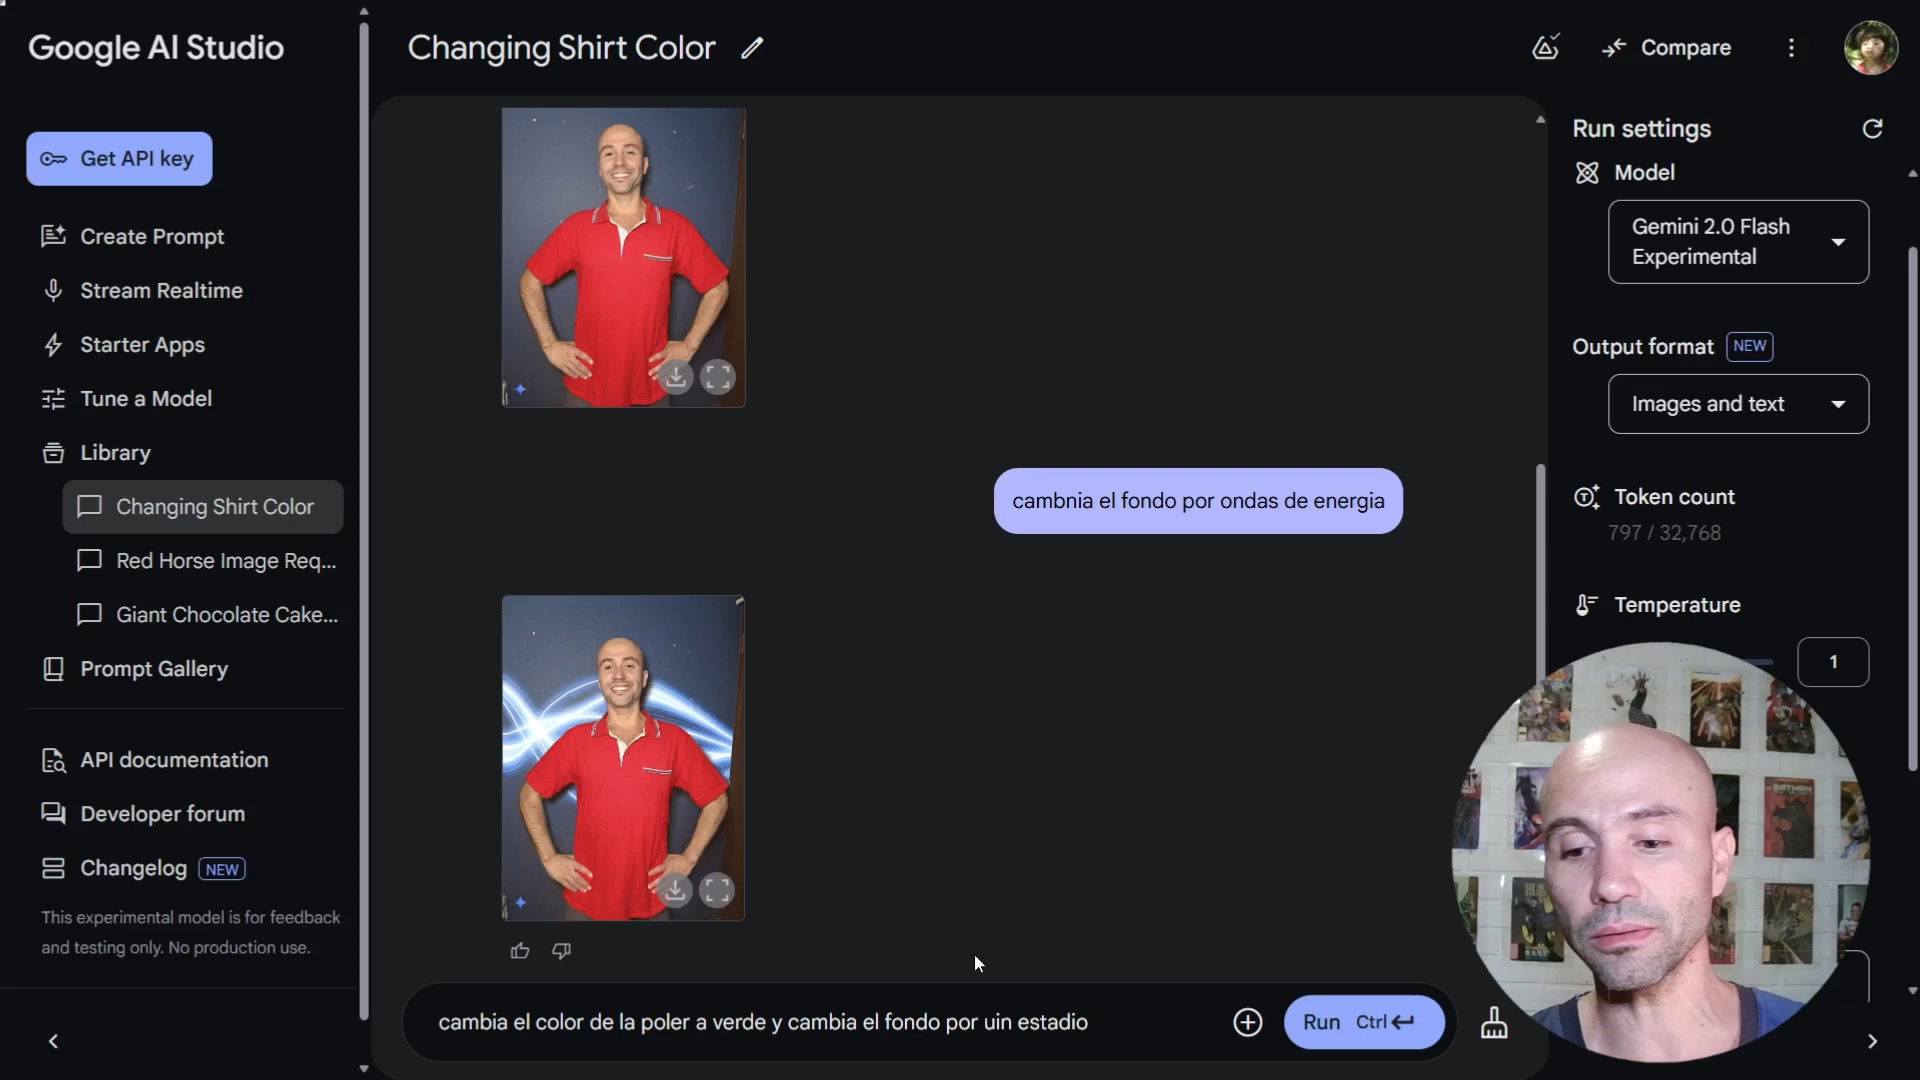 Google AI Studio
Changing Shirt Color
Compare
Get API key
Create Prompt
Stream Realtime
Starter Apps
Tune a Model
Library
Changing Shirt Color
Red Horse Image Req...
Giant Chocolate Cake...
Prompt Gallery
API documentation
Developer forum
Changelog NEW
This experimental model is for feedback
and testing only. No production use.
cambnia el fondo por ondas de energia
cambia el color de la poler a verde y cambia el fondo por uin estadio
Run Ctrl
Run settings
Model
Gemini 2.0 Flash
Experimental
Output format NEW
Images and text
Token count
797 / 32,768
Temperature
1
BATMAN